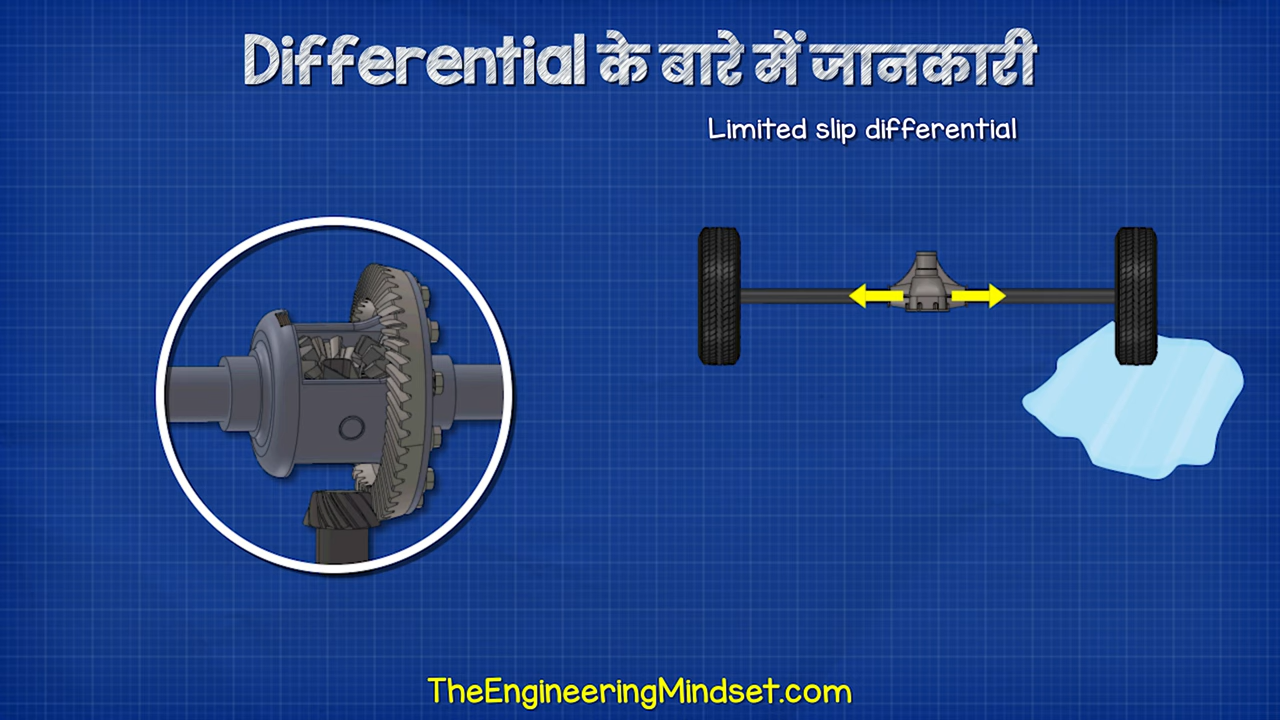 Differential के बारे में जानकारी
Limited slip differential
TheEngineeringMindset.com